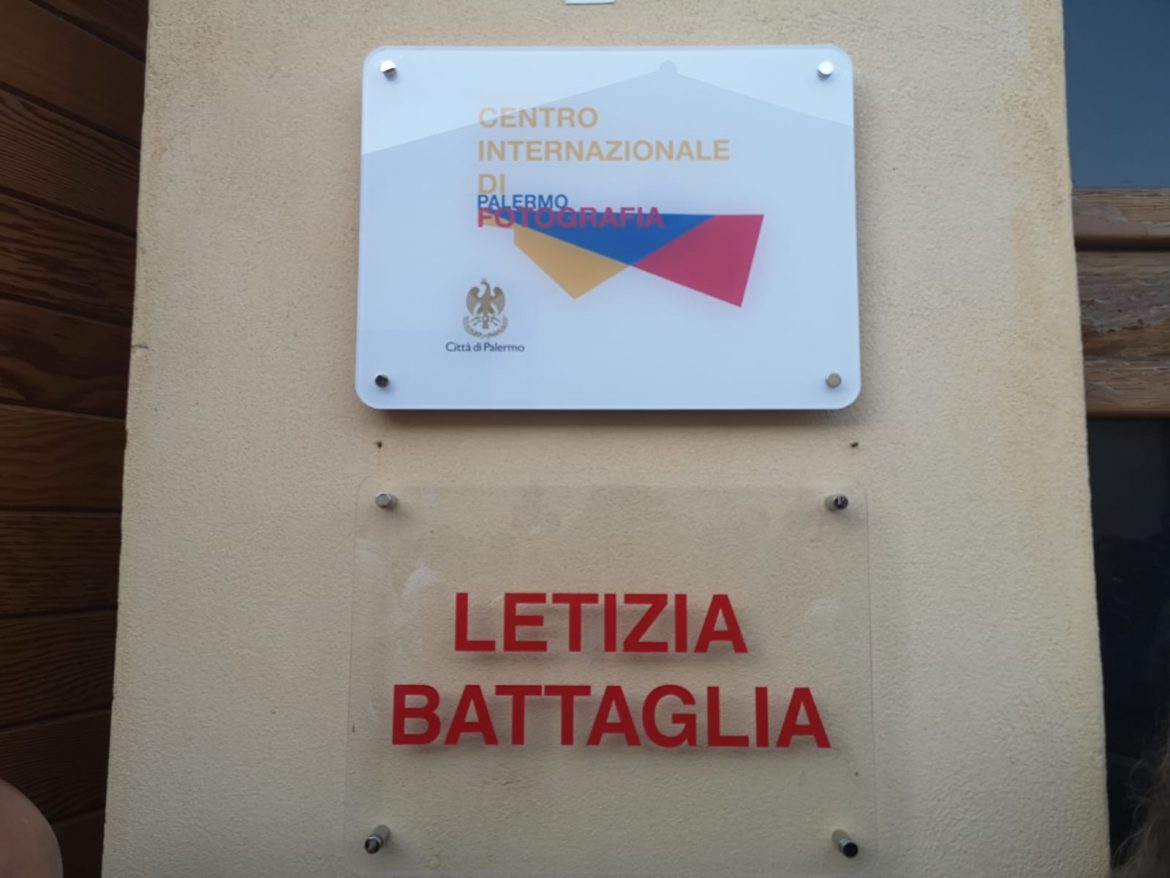 CENTRO
INTERNAZIONALE
DI
PALERMO
FOTOGRAFIA
Città di Palermo
LETIZIA
BATTAGLIA